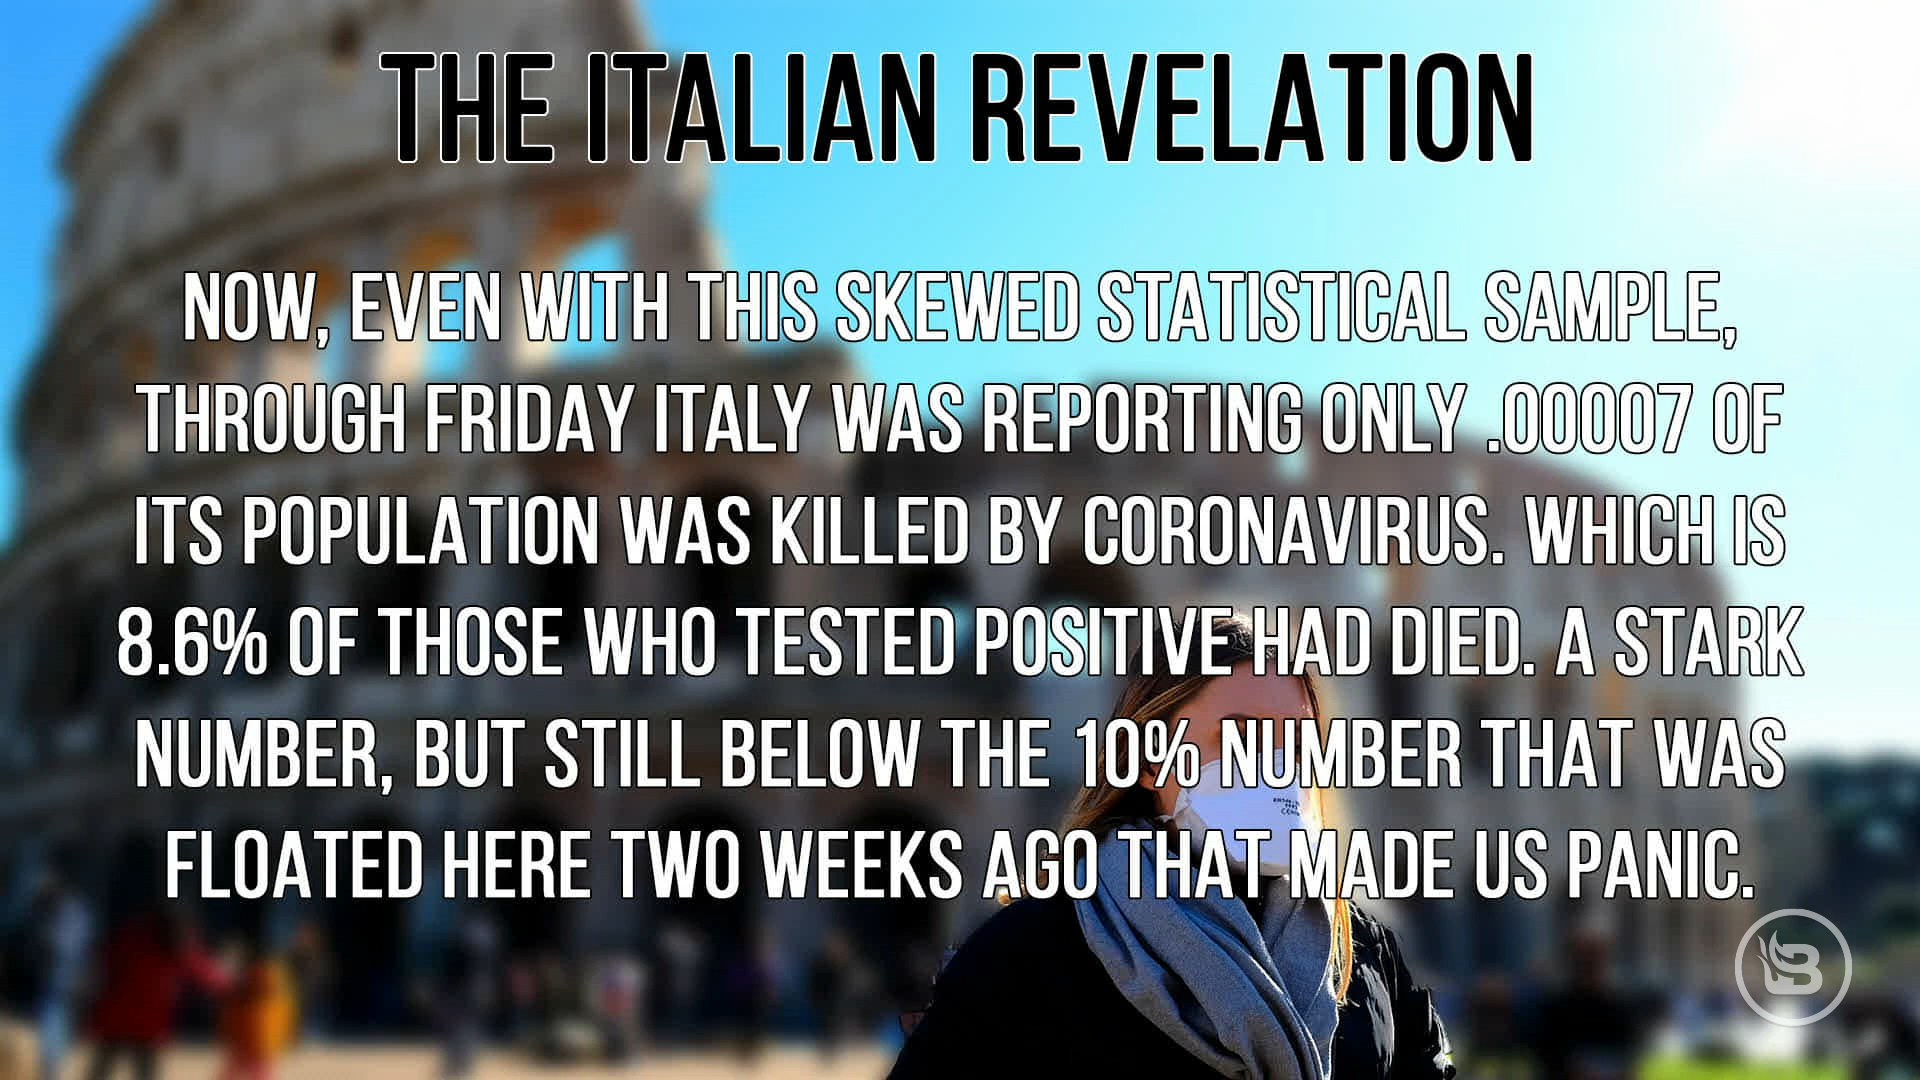 THE ITALIAN REVELATION
NOW, EVEN WITH THIS SKEWED STATISTICAL SAMPLE,
THROUGH FRIDAY ITALY WAS REPORTING ONLY .00007 OF
ITS POPULATION WAS KILLED BY CORONAVIRUS. WHICH IS
8.6% OF THOSE WHO TESTED POSITIVE HAD DIED. A STARK
NUMBER, BUT STILL BELOW THE 10% NUMBER THAT WAS
FLOATED HERE TWO WEEKS AGO THAT MADE US PANIC.
B